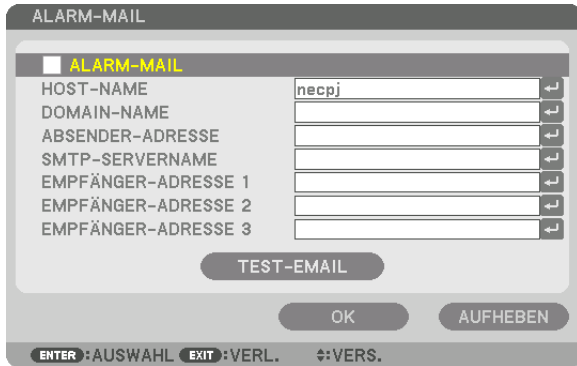 ALARM-MAIL
ALARM-MAIL
HOST-NAME necpj
DOMAIN-NAME
ABSENDER-ADRESSE
SMTP-SERVERNAME
EMPFÄNGER-ADRESSE 1
EMPFÄNGER-ADRESSE 2
EMPFÄNGER-ADRESSE 3
TEST-EMAIL
OK AUFHEBEN
ENTER :AUSWAHL EXIT :VERL. :VERS.